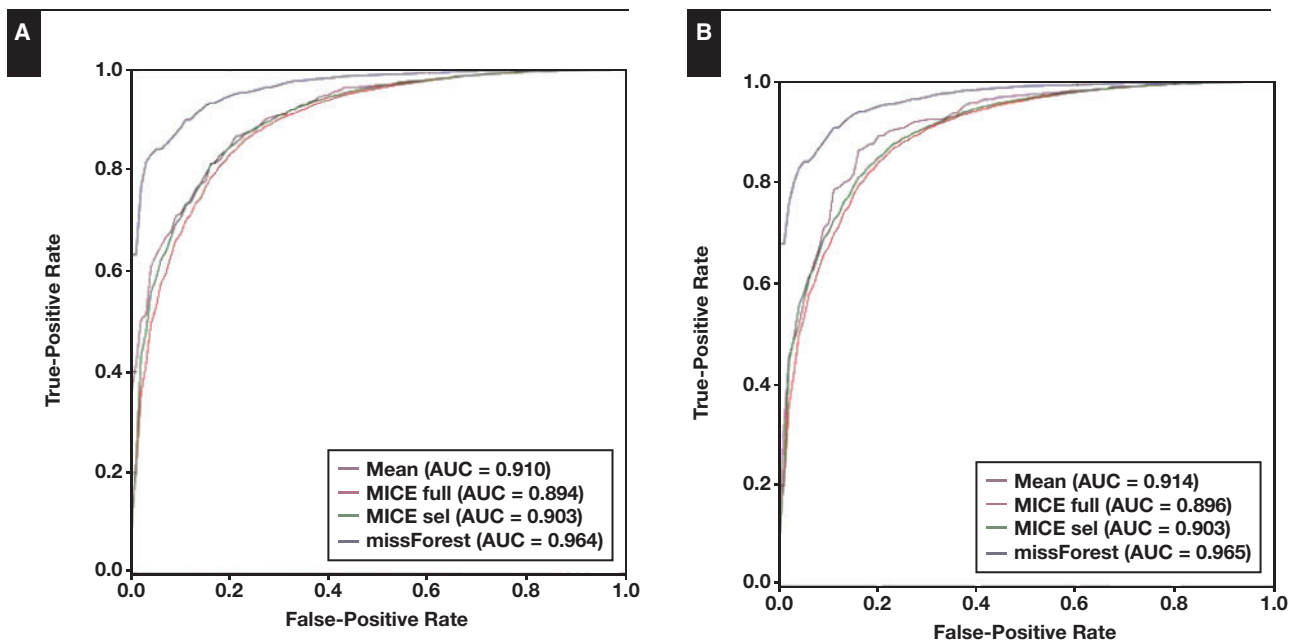 A
1.0
0.8
0.6
0.4
0.2
0.0
True-Positive Rate
Mean (AUC = 0.910)
MICE full (AUC = 0.894)
MICE sel (AUC = 0.903)
missForest (AUC = 0.964)
0.0 0.2 0.4 0.6 0.8 1.0
False-Positive Rate
B
1.0
0.8
0.6
0.4
0.2
0.0
True-Positive Rate
Mean (AUC = 0.914)
MICE full (AUC = 0.896)
MICE sel (AUC = 0.903)
missForest (AUC = 0.965)
0.0 0.2 0.4 0.6 0.8 1.0
False-Positive Rate